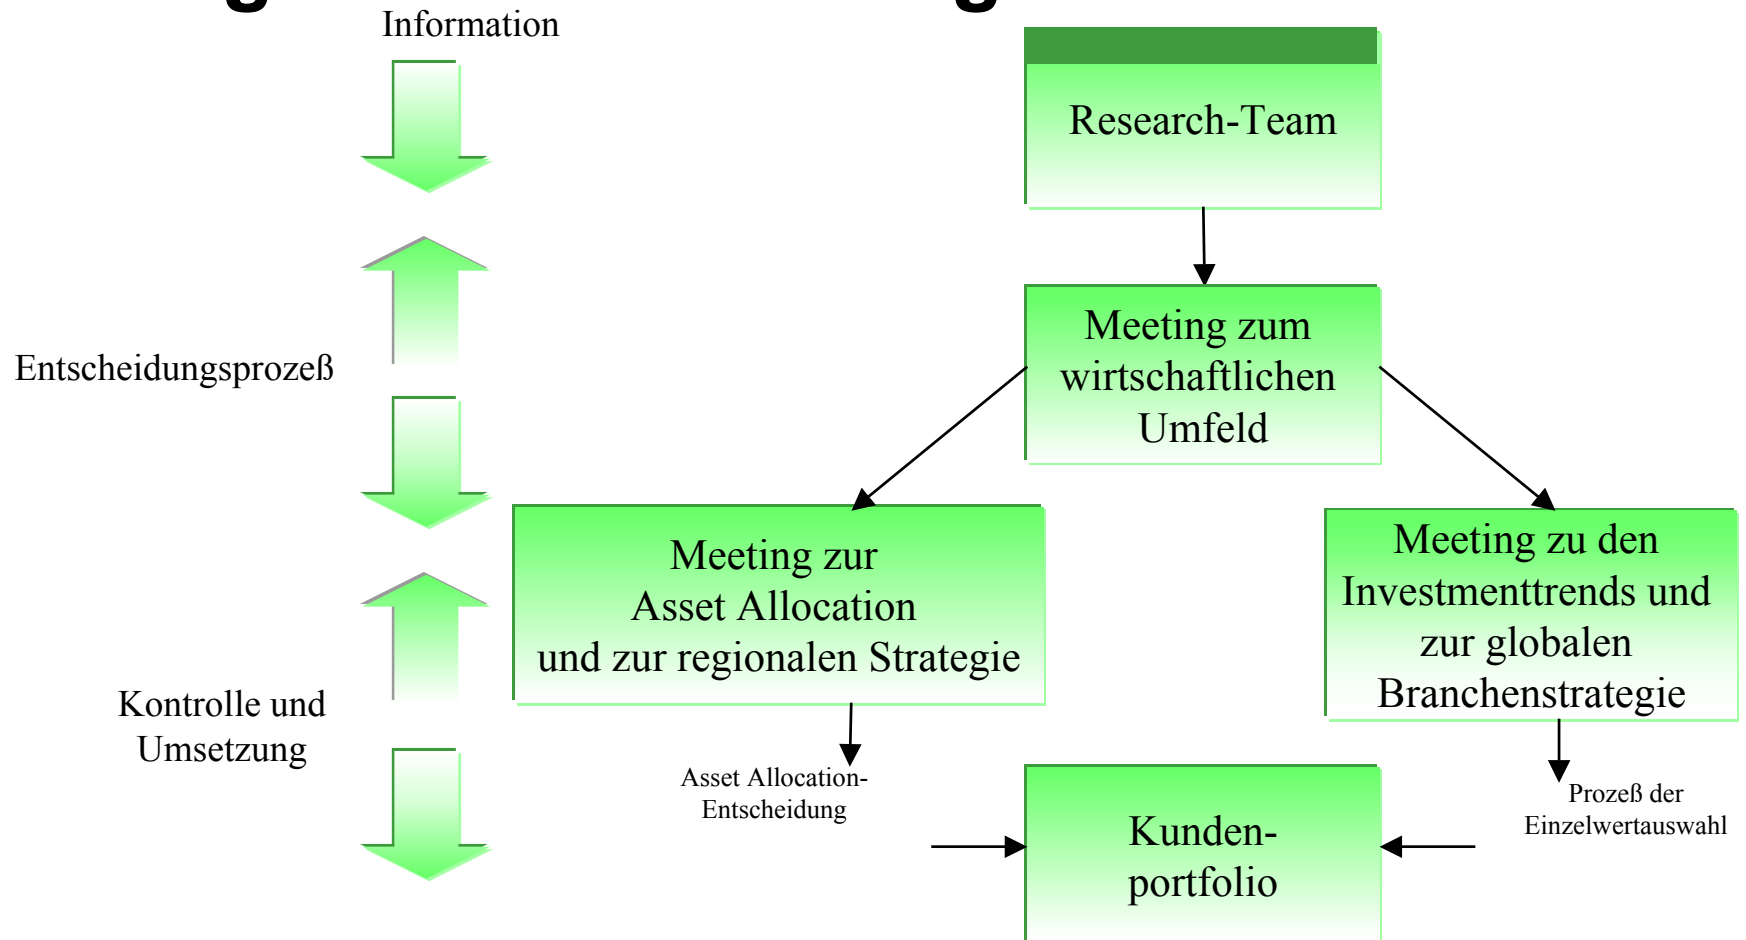 Information
Research-Team
Meeting zum
wirtschaftlichen
Umfeld
Entscheidungsprozeß
Meeting zur
Asset Allocation
und zur regionalen Strategie
Meeting zu den
Investmenttrends und
zur globalen
Branchenstrategie
Kontrolle und
Umsetzung
Asset Allocation-
Entscheidung
Prozeß der
Einzelwertauswahl
Kunden-
portfolio